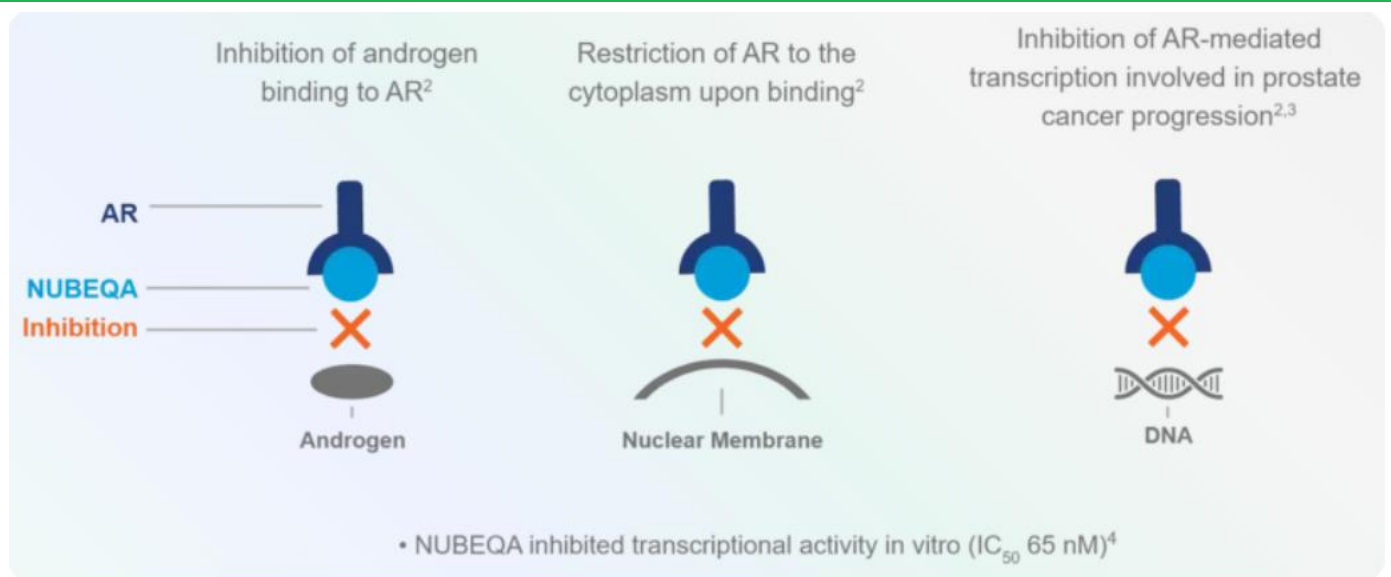 Inhibition of androgen
binding to AR²
Restriction of AR to the
cytoplasm upon binding²
Inhibition of AR-mediated
transcription involved in prostate
cancer progression²,³
AR
NUBEQA
Inhibition
Androgen
Nuclear Membrane
DNA
• NUBEQA inhibited transcriptional activity in vitro (IC₅₀ 65 nM)⁴